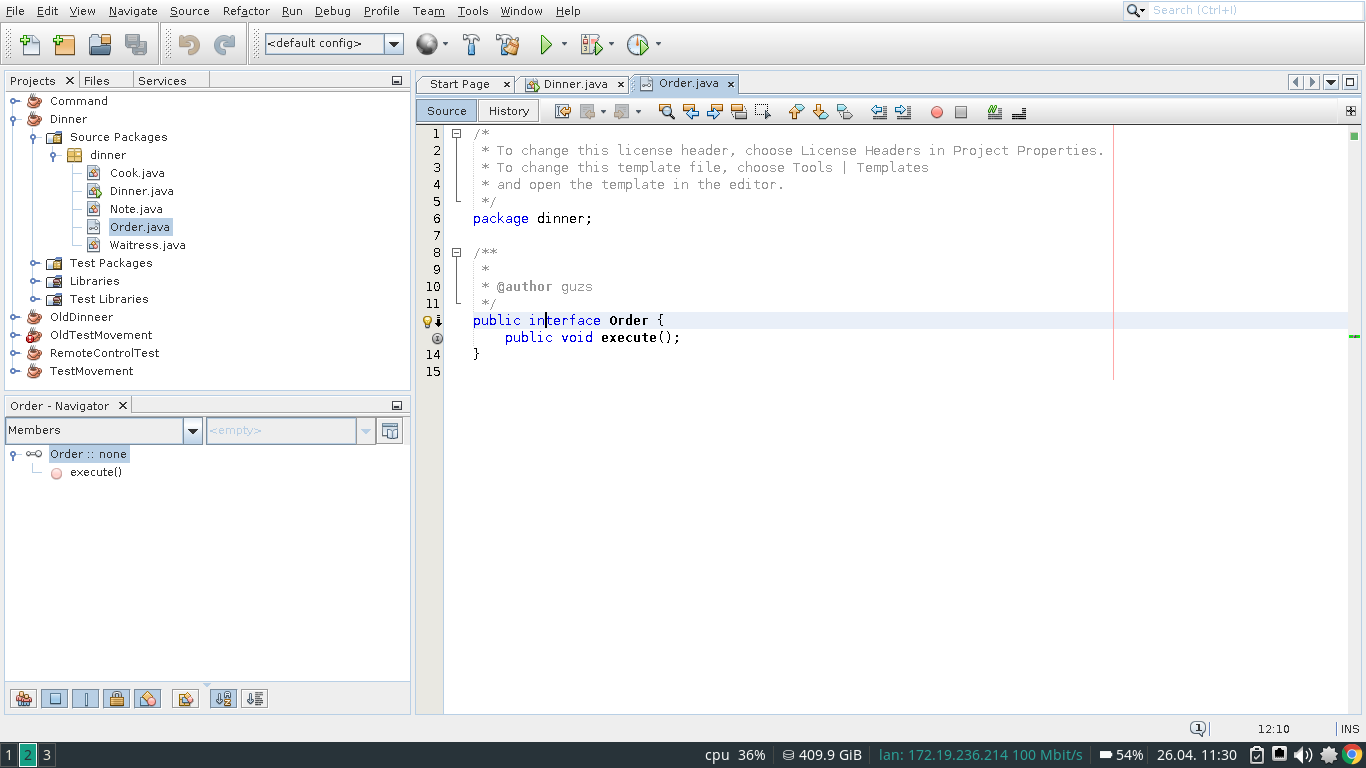 File Edit View Navigate Source Refactor Run Debug Profile Team Tools Window Help
Search (Ctrl+I)
<default config>
Projects Files Services
Command
Dinner
Source Packages
dinner
Cook.java
Dinner.java
Note.java
Order.java
Waitress.java
Test Packages
Libraries
Test Libraries
OldDinneer
OldTestMovement
RemoteControlTest
TestMovement
Order - Navigator
Members
<empty>
Order :: none
execute()
Start Page Dinner.java Order.java
Source History
1 /*
2  * To change this license header, choose License Headers in Project Properties.
3  * To change this template file, choose Tools | Templates
4  * and open the template in the editor.
5  */
6 package dinner;
7
8 /**
9  *
10  * @author guzs
11  */
public interface Order {
    public void execute();
14 }
15
1 12:10 INS
1 2 3 cpu 36% 409.9 GiB lan: 172.19.236.214 100 Mbit/s 54% 26.04. 11:30